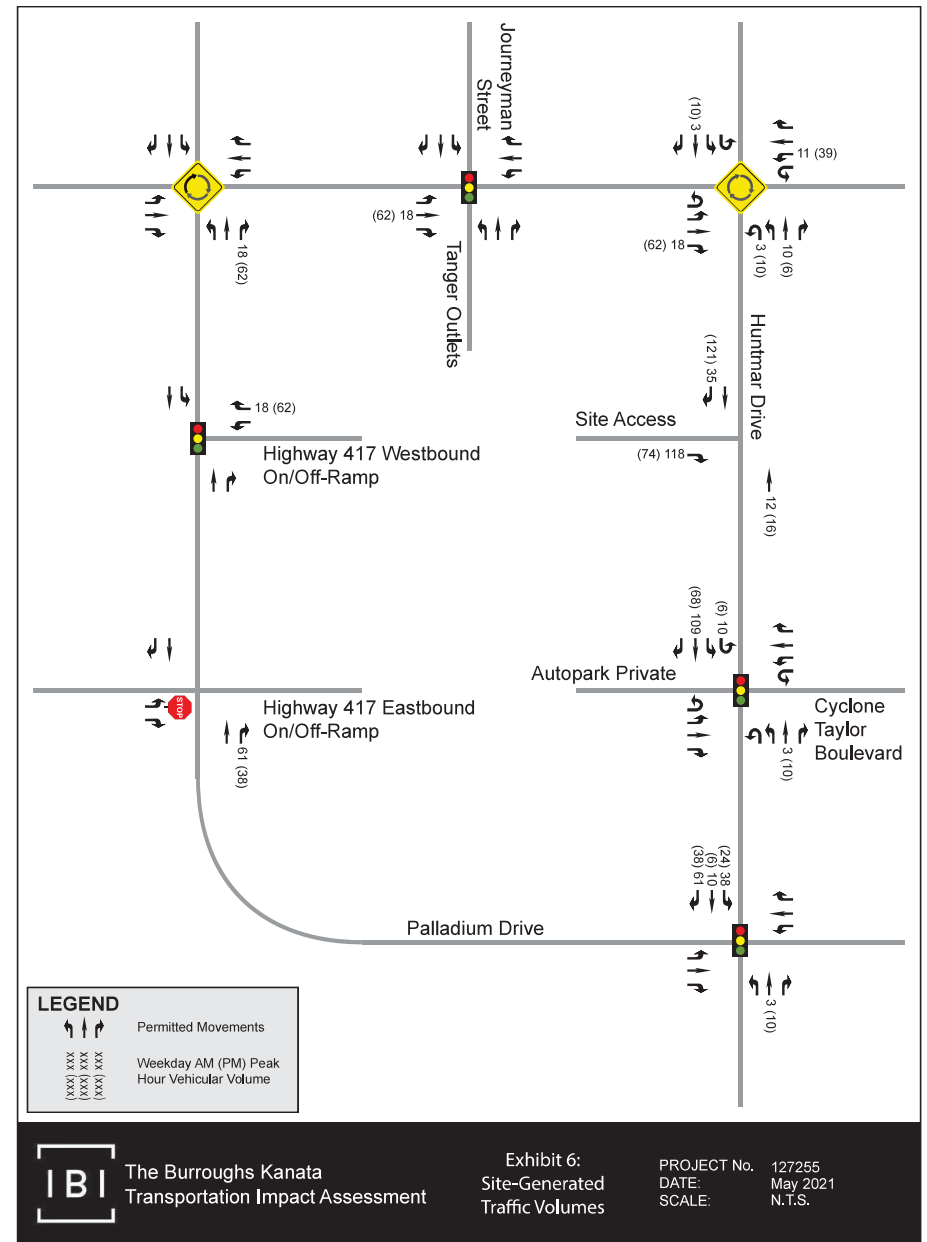 Journeyman
Street
(10) 3
11 (39)
(62) 18
18 (62)
(62) 18
3 (10)
10 (6)
Tanger Outlets
Huntmar Drive
(121) 35
18 (62)
Site Access
Highway 417 Westbound
On/Off-Ramp
(74) 118
12 (16)
(68) 109
(6) 10
Autopark Private
STOP
Highway 417 Eastbound
On/Off-Ramp
Cyclone
Taylor
Boulevard
61 (38)
3 (10)
(24) 38
(6) 10
(38) 61
Palladium Drive
3 (10)
LEGEND
Permitted Movements
xxx (xxx)
xxx (xxx)
xxx (xxx)
Weekday AM (PM) Peak
Hour Vehicular Volume
IBI
The Burroughs Kanata
Transportation Impact Assessment
Exhibit 6:
Site-Generated
Traffic Volumes
PROJECT No. 127255
DATE: May 2021
SCALE: N.T.S.